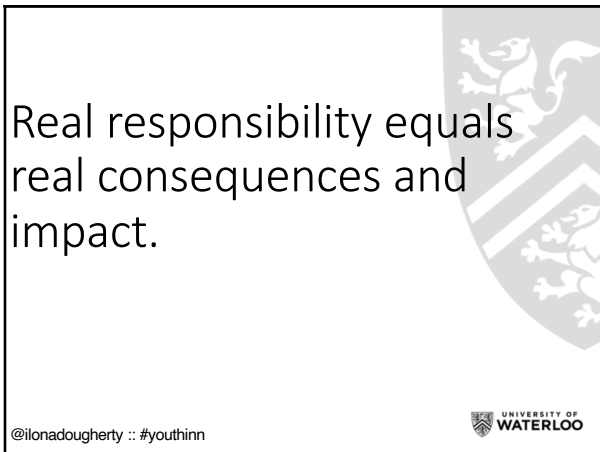 Real responsibility equals
real consequences and
impact.
@ilonadougherty :: #youthinn
UNIVERSITY OF
WATERLOO